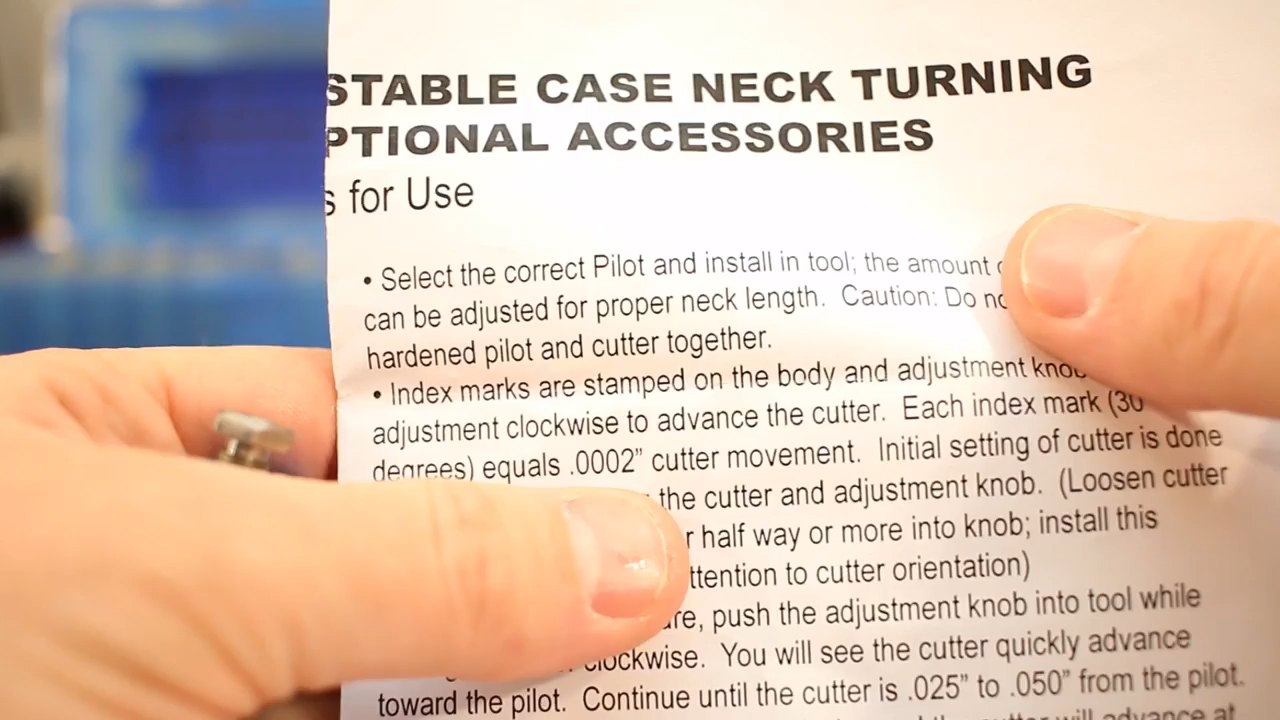 STABLE CASE NECK TURNING
PTIONAL ACCESSORIES
s for Use
• Select the correct Pilot and install in tool; the amount
can be adjusted for proper neck length. Caution: Do
hardened pilot and cutter together.
• Index marks are stamped on the body and adjustment
adjustment clockwise to advance the cutter. Each index mark (30
degrees) equals .0002” cutter movement. Initial setting of cutter is done
the cutter and adjustment knob. (Loosen cutter
half way or more into knob; install this
cutter orientation)
push the adjustment knob into tool while
clockwise. You will see the cutter quickly advance
toward the pilot. Continue until the cutter is .025” to .050” from the pilot.
cutter will advance at